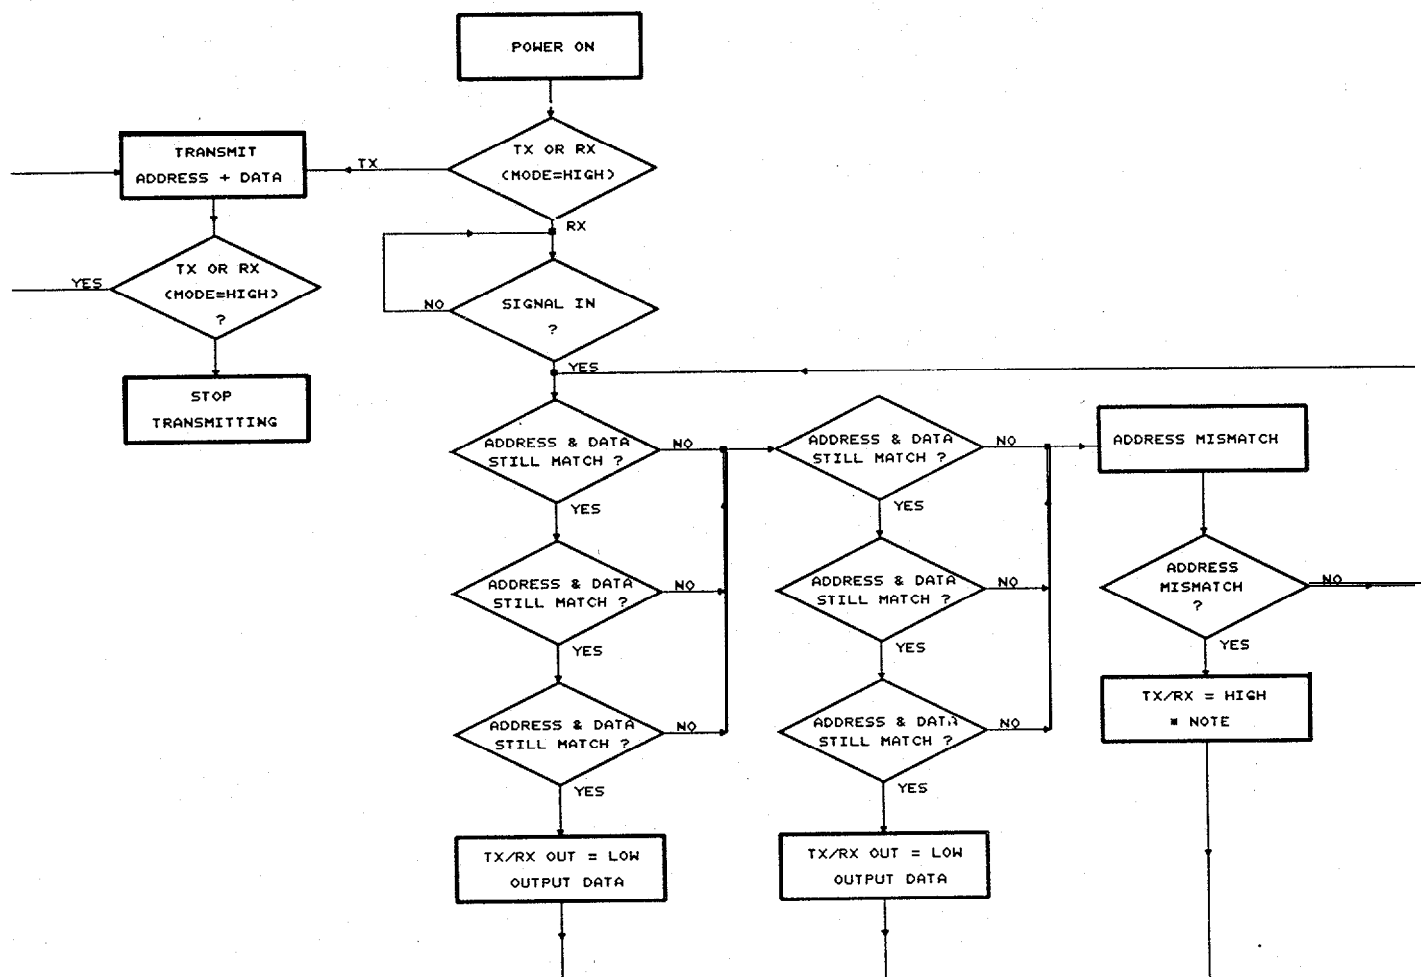 POWER ON
TX OR RX
(MODE=HIGH)
TX
TRANSMIT
ADDRESS + DATA
RX
TX OR RX
(MODE=HIGH)
?
YES
SIGNAL IN
?
NO
YES
STOP
TRANSMITTING
ADDRESS & DATA
STILL MATCH ?
NO
YES
ADDRESS & DATA
STILL MATCH ?
NO
YES
ADDRESS & DATA
STILL MATCH ?
NO
YES
TX/RX OUT = LOW
OUTPUT DATA
ADDRESS & DATA
STILL MATCH ?
NO
YES
ADDRESS & DATA
STILL MATCH ?
NO
YES
ADDRESS & DATA
STILL MATCH ?
NO
YES
TX/RX OUT = LOW
OUTPUT DATA
ADDRESS MISMATCH
ADDRESS
MISMATCH
?
NO
YES
TX/RX = HIGH
* NOTE